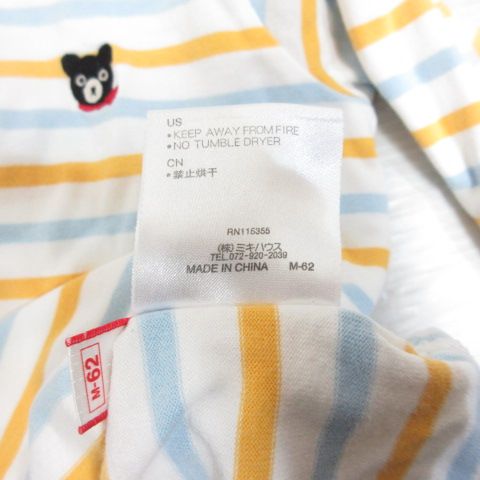 US
*KEEP AWAY FROM FIRE
*NO TUMBLE DRYER
CN
*禁止烘干
RN115355
(株)ミキハウス
TEL.072-920-2039
MADE IN CHINA M-62
M-62